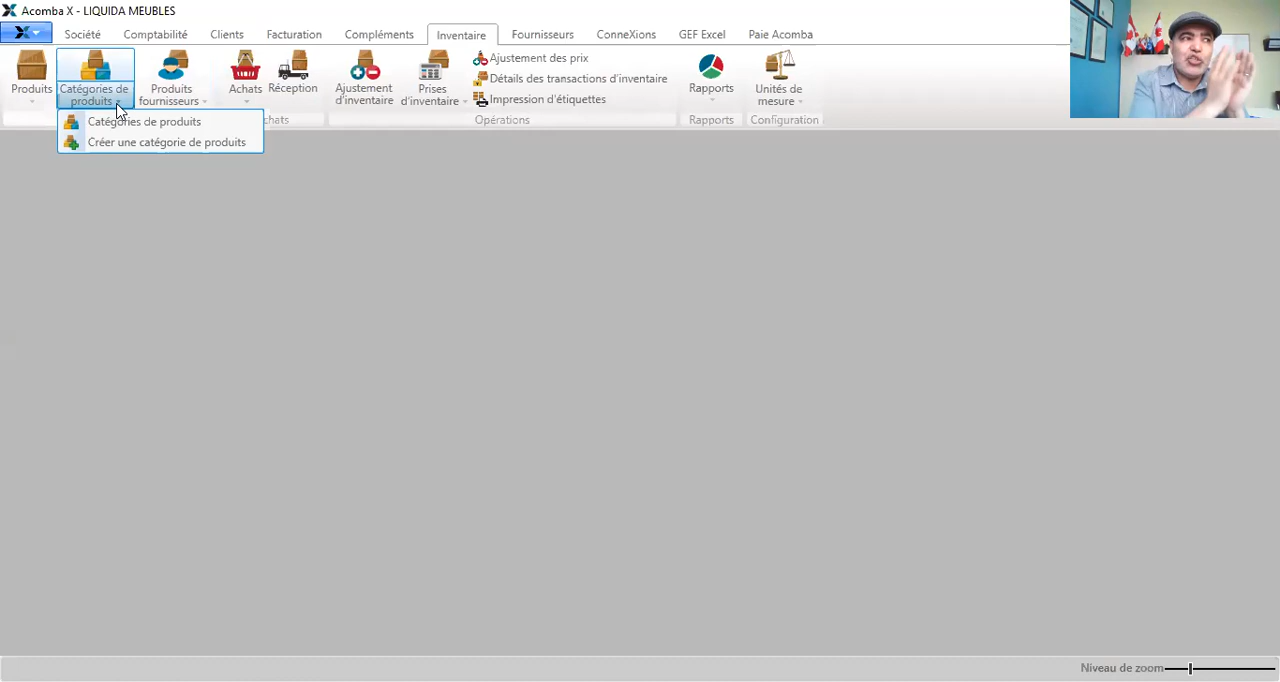 Acomba X - LIQUIDA MEUBLES
Société Comptabilité Clients Facturation Compléments Inventaire Fournisseurs ConneXions GEF Excel Paie Acomba
Produits
Catégories de
produits
Produits
fournisseurs
Achats
Réception
Ajustement
d'inventaire
Prises
d'inventaire
Ajustement des prix
Détails des transactions d'inventaire
Impression d'étiquettes
Rapports
Unités de
mesure
chats
Opérations
Rapports
Configuration
Catégories de produits
Créer une catégorie de produits
Niveau de zoom